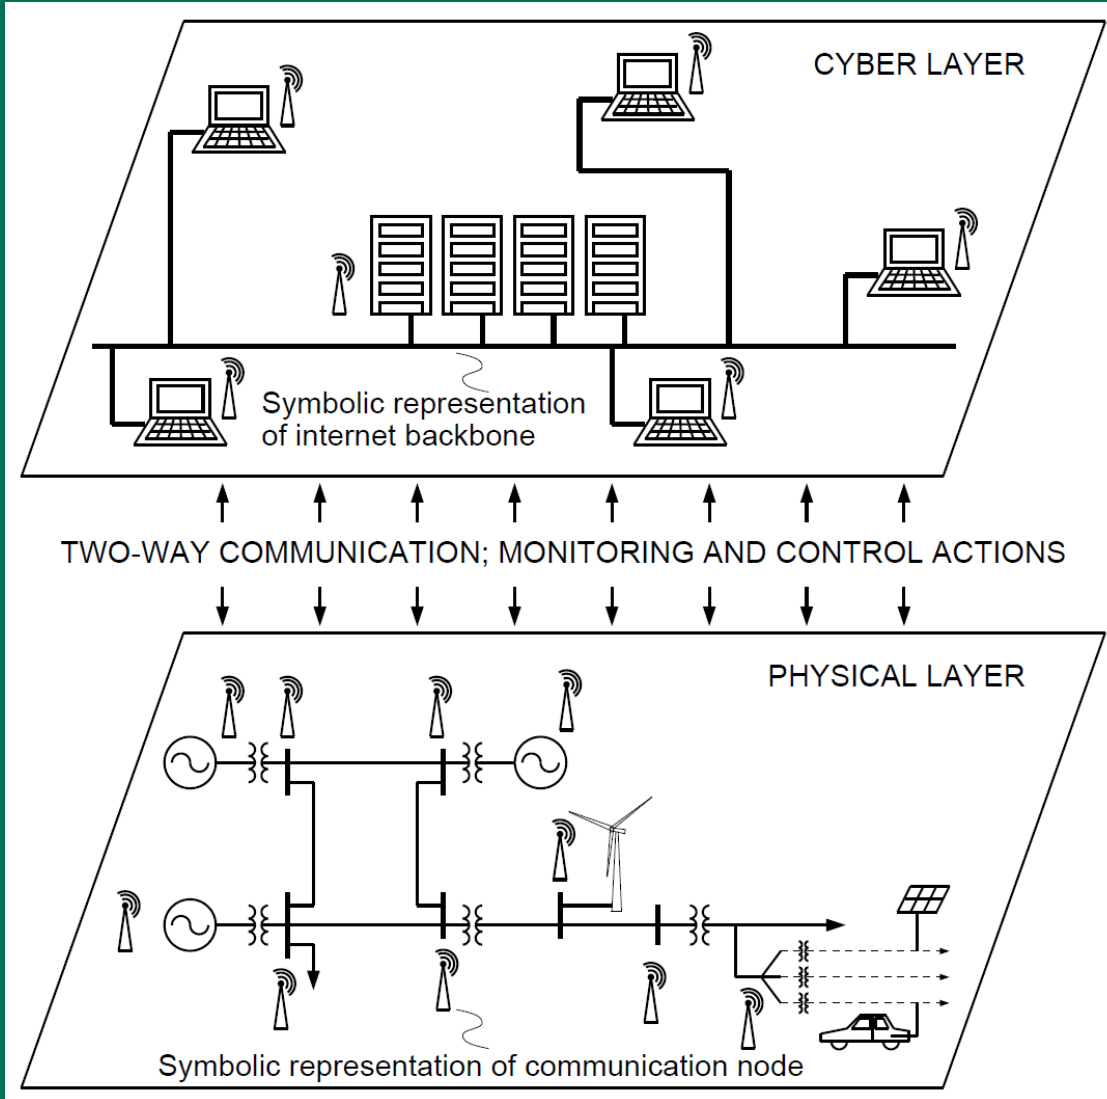 CYBER LAYER
Symbolic representation
of internet backbone
TWO-WAY COMMUNICATION; MONITORING AND CONTROL ACTIONS
PHYSICAL LAYER
Symbolic representation of communication node